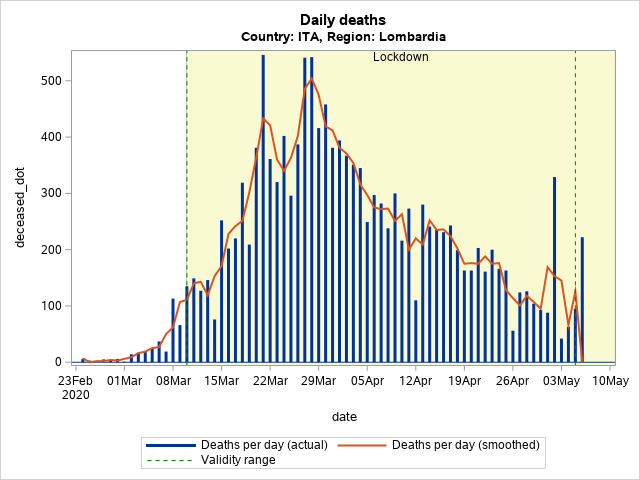 Daily deaths
Country: ITA, Region: Lombardia
Lockdown
500
400
300
200
100
0
deceased_dot
23Feb 01Mar 08Mar 15Mar 22Mar 29Mar 05Apr 12Apr 19Apr 26Apr 03May 10May
2020
date
Deaths per day (actual) Deaths per day (smoothed)
Validity range